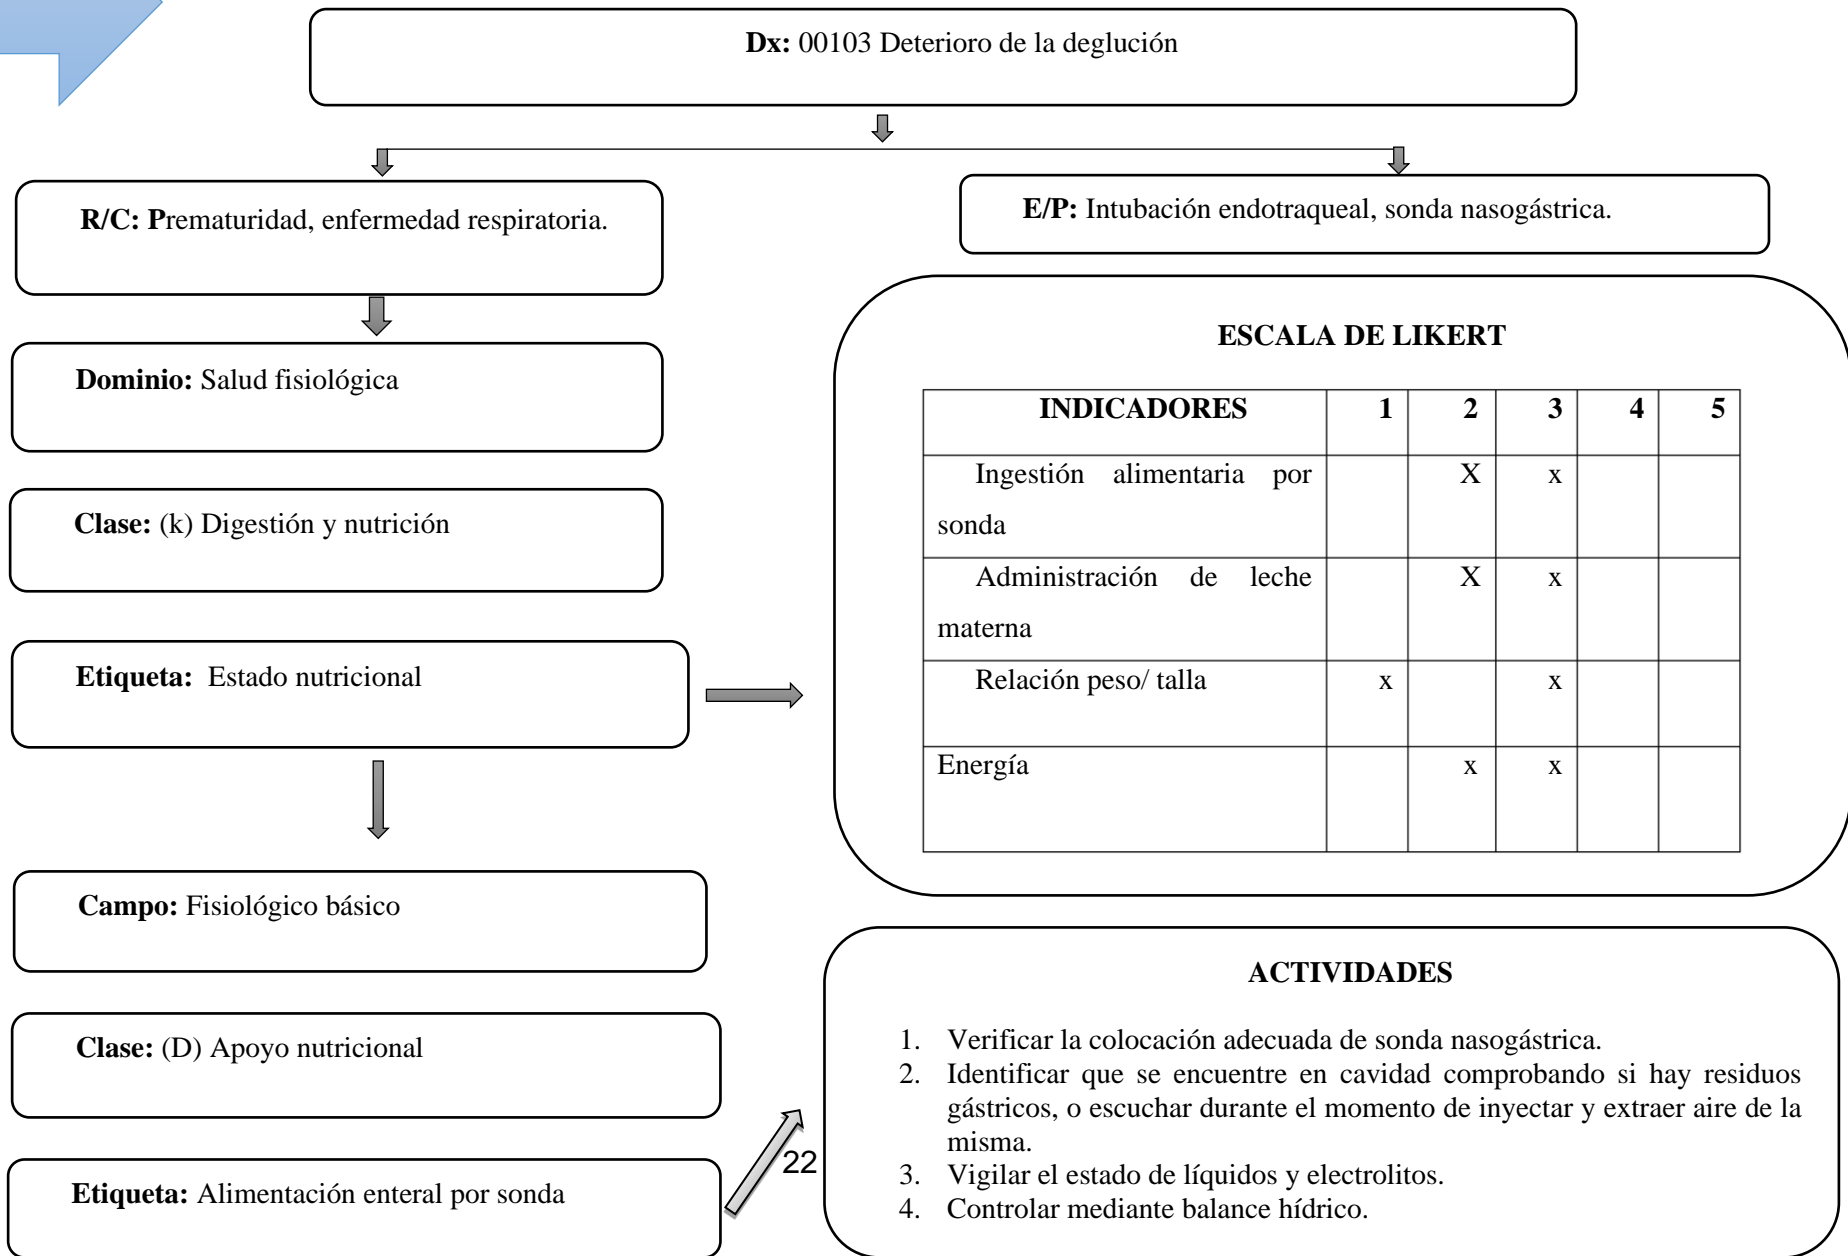 Dx: 00103 Deterioro de la deglución
R/C: Prematuridad, enfermedad respiratoria.
E/P: Intubación endotraqueal, sonda nasogástrica.
Dominio: Salud fisiológica
Clase: (k) Digestión y nutrición
Etiqueta: Estado nutricional
ESCALA DE LIKERT
INDICADORES 1 2 3 4 5
Ingestión alimentaria por X x
sonda
Administración de leche X x
materna
Relación peso/ talla x x
Energía x x
Campo: Fisiológico básico
Clase: (D) Apoyo nutricional
Etiqueta: Alimentación enteral por sonda
22
ACTIVIDADES
1. Verificar la colocación adecuada de sonda nasogástrica.
2. Identificar que se encuentre en cavidad comprobando si hay residuos
gástricos, o escuchar durante el momento de inyectar y extraer aire de la
misma.
3. Vigilar el estado de líquidos y electrolitos.
4. Controlar mediante balance hídrico.